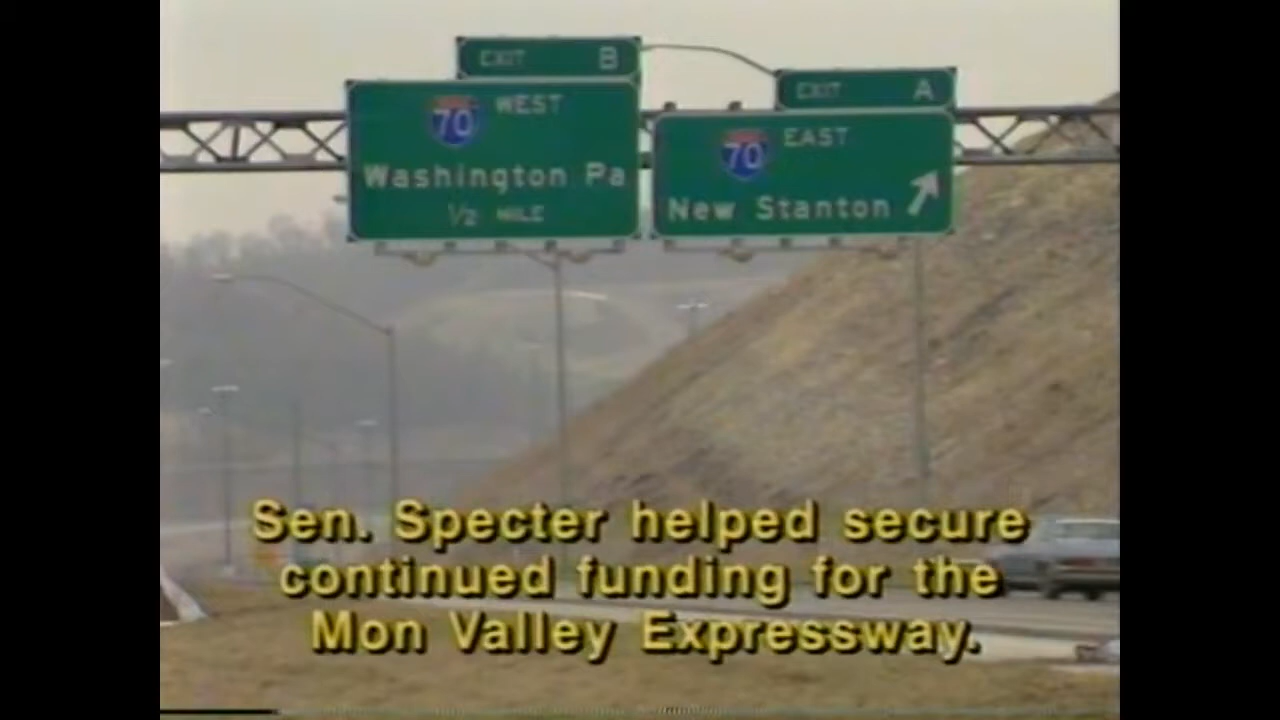 EXIT B
70 WEST
Washington Pa
1/2 MILE
EXIT A
70 EAST
New Stanton
Sen. Specter helped secure
continued funding for the
Mon Valley Expressway.